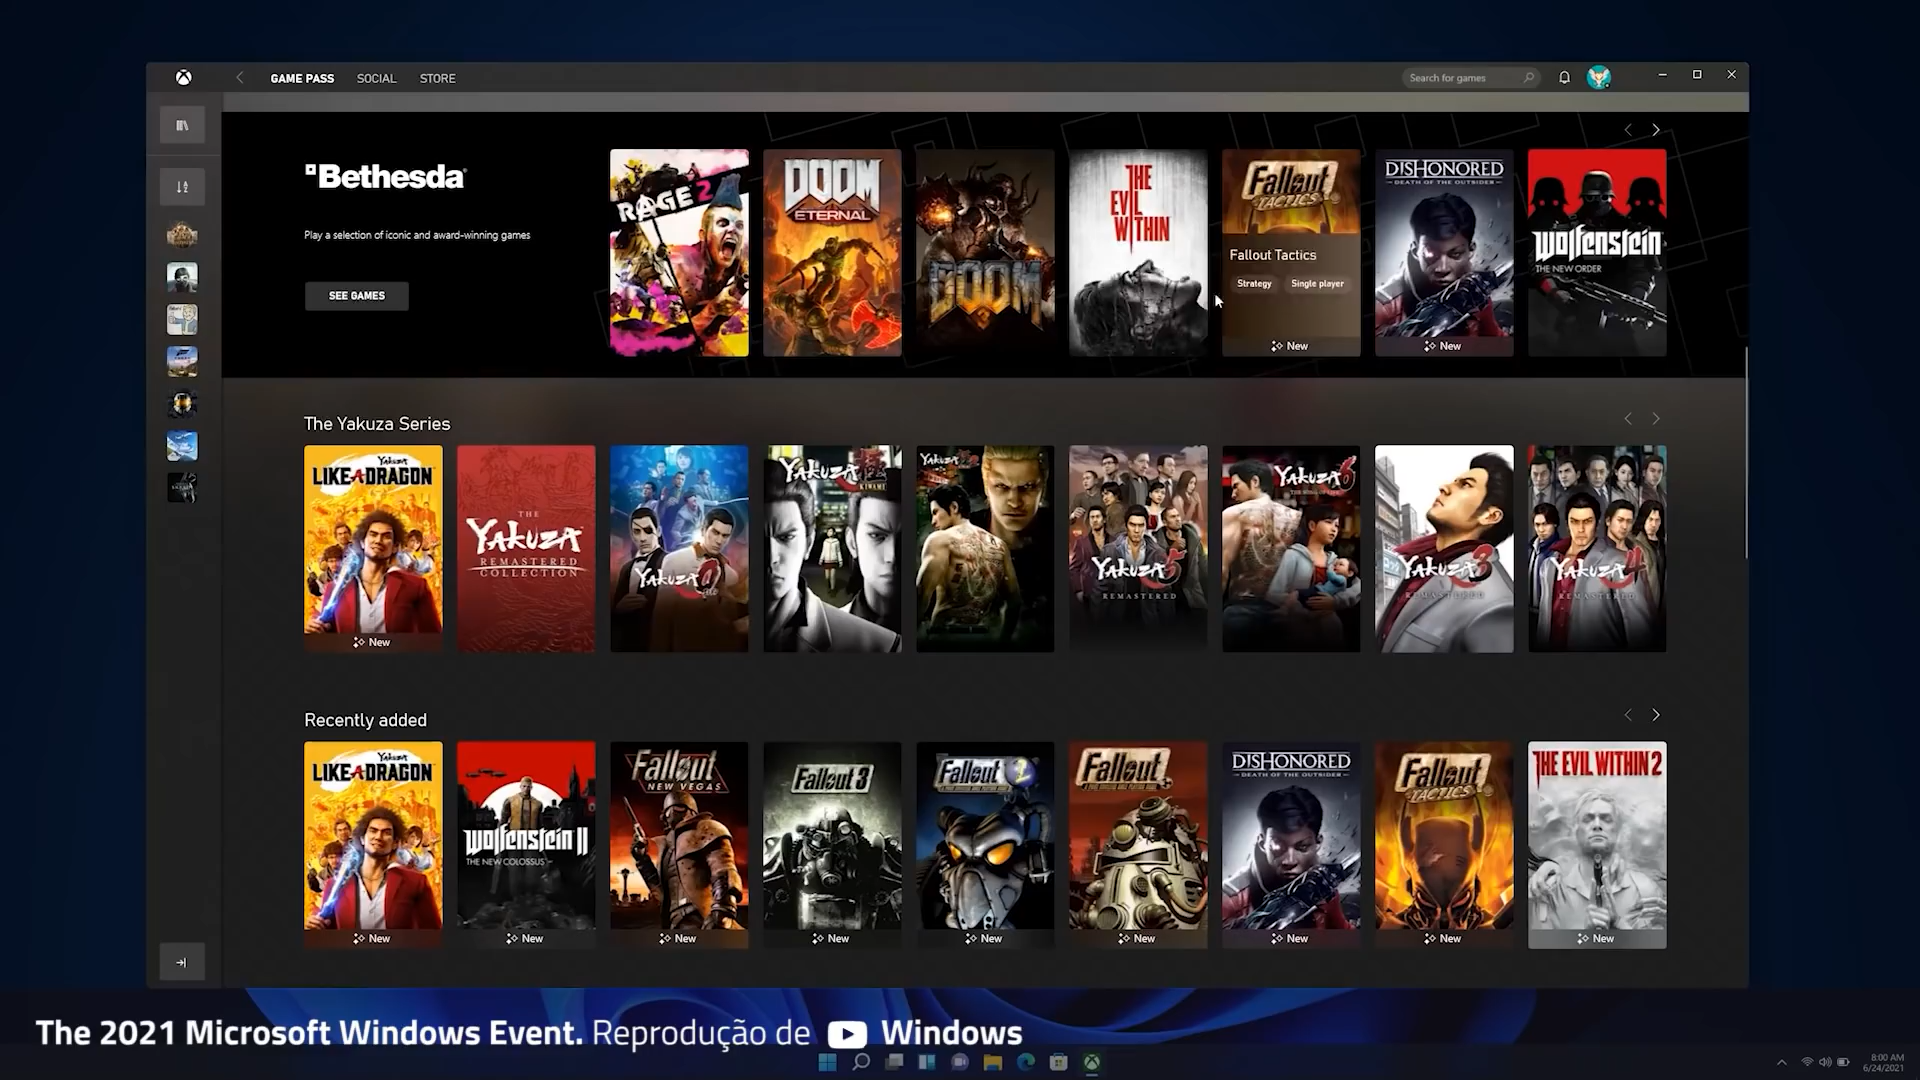 GAME PASS SOCIAL STORE Search for games
Bethesda
Play a selection of iconic and award-winning games
SEE GAMES
RAGE 2
DOOM
ETERNAL
DOOM
THE
EVIL
WITHIN
Fallout
TACTICS
Fallout Tactics
Strategy Single player
New
DISHONORED
DEATH OF THE OUTSIDER
New
Wolfenstein
THE NEW ORDER
The Yakuza Series
Yakuza
LIKE A DRAGON
New
THE
YAKUZA
REMASTERED
COLLECTION
YAKUZA 0
YAKUZA
KIWAMI
YAKUZA
YAKUZA 5
REMASTERED
YAKUZA 6
THE SONG OF LIFE
YAKUZA 3
REMASTERED
YAKUZA 4
REMASTERED
Recently added
Yakuza
LIKE A DRAGON
New
Wolfenstein II
THE NEW COLOSSUS
New
Fallout
NEW VEGAS
New
Fallout 3
New
Fallout 2
New
Fallout
New
DISHONORED
DEATH OF THE OUTSIDER
New
Fallout
TACTICS
New
THE EVIL WITHIN 2
New
The 2021 Microsoft Windows Event. Reprodução de Windows
8:00 AM
6/24/2021